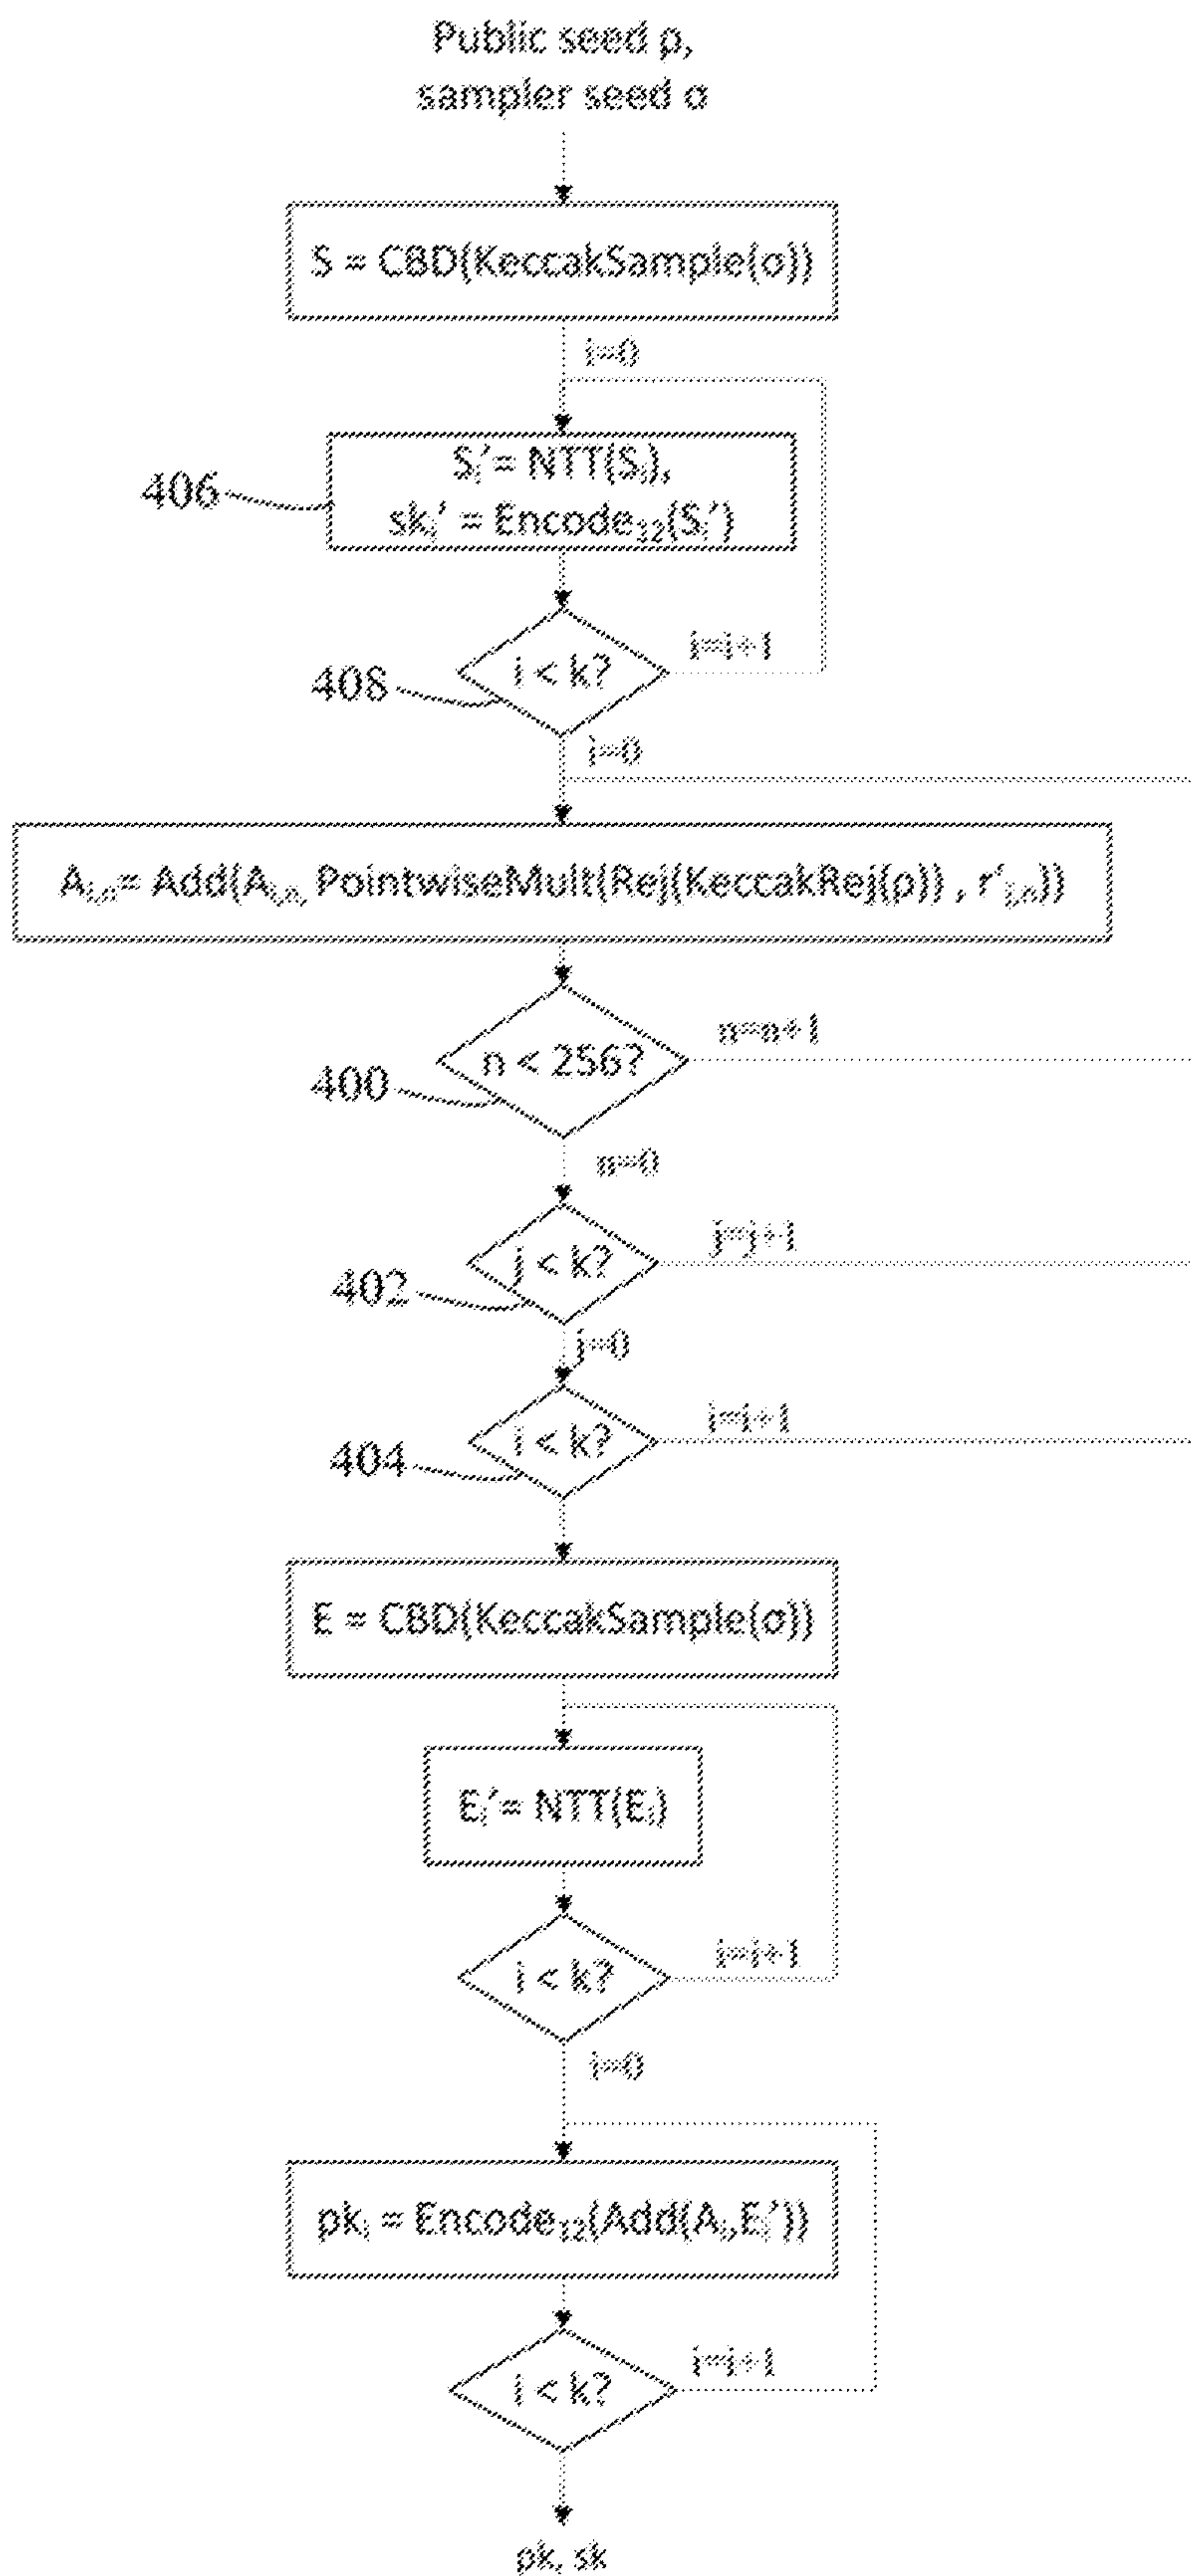 Public seed ρ,
sampler seed σ
S = CBD(KeccakSample(σ))
i=0
Sᵢ′= NTT(Sᵢ),
skᵢ′ = Encode₁₂(Sᵢ′)
406
i < k?
i=i+1
408
i=0
Aᵢ,ₙ= Add(Aᵢ,ₙ, PointwiseMult(Rej(KeccakRej(ρ)) , r′ⱼ,ₙ))
n < 256?
n=n+1
400
n=0
j < k?
j=j+1
402
j=0
i < k?
i=i+1
404
E = CBD(KeccakSample(σ))
Eᵢ′= NTT(Eᵢ)
i < k?
i=i+1
i=0
pkᵢ = Encode₁₂(Add(Aᵢ,Eᵢ′))
i < k?
i=i+1
pk, sk